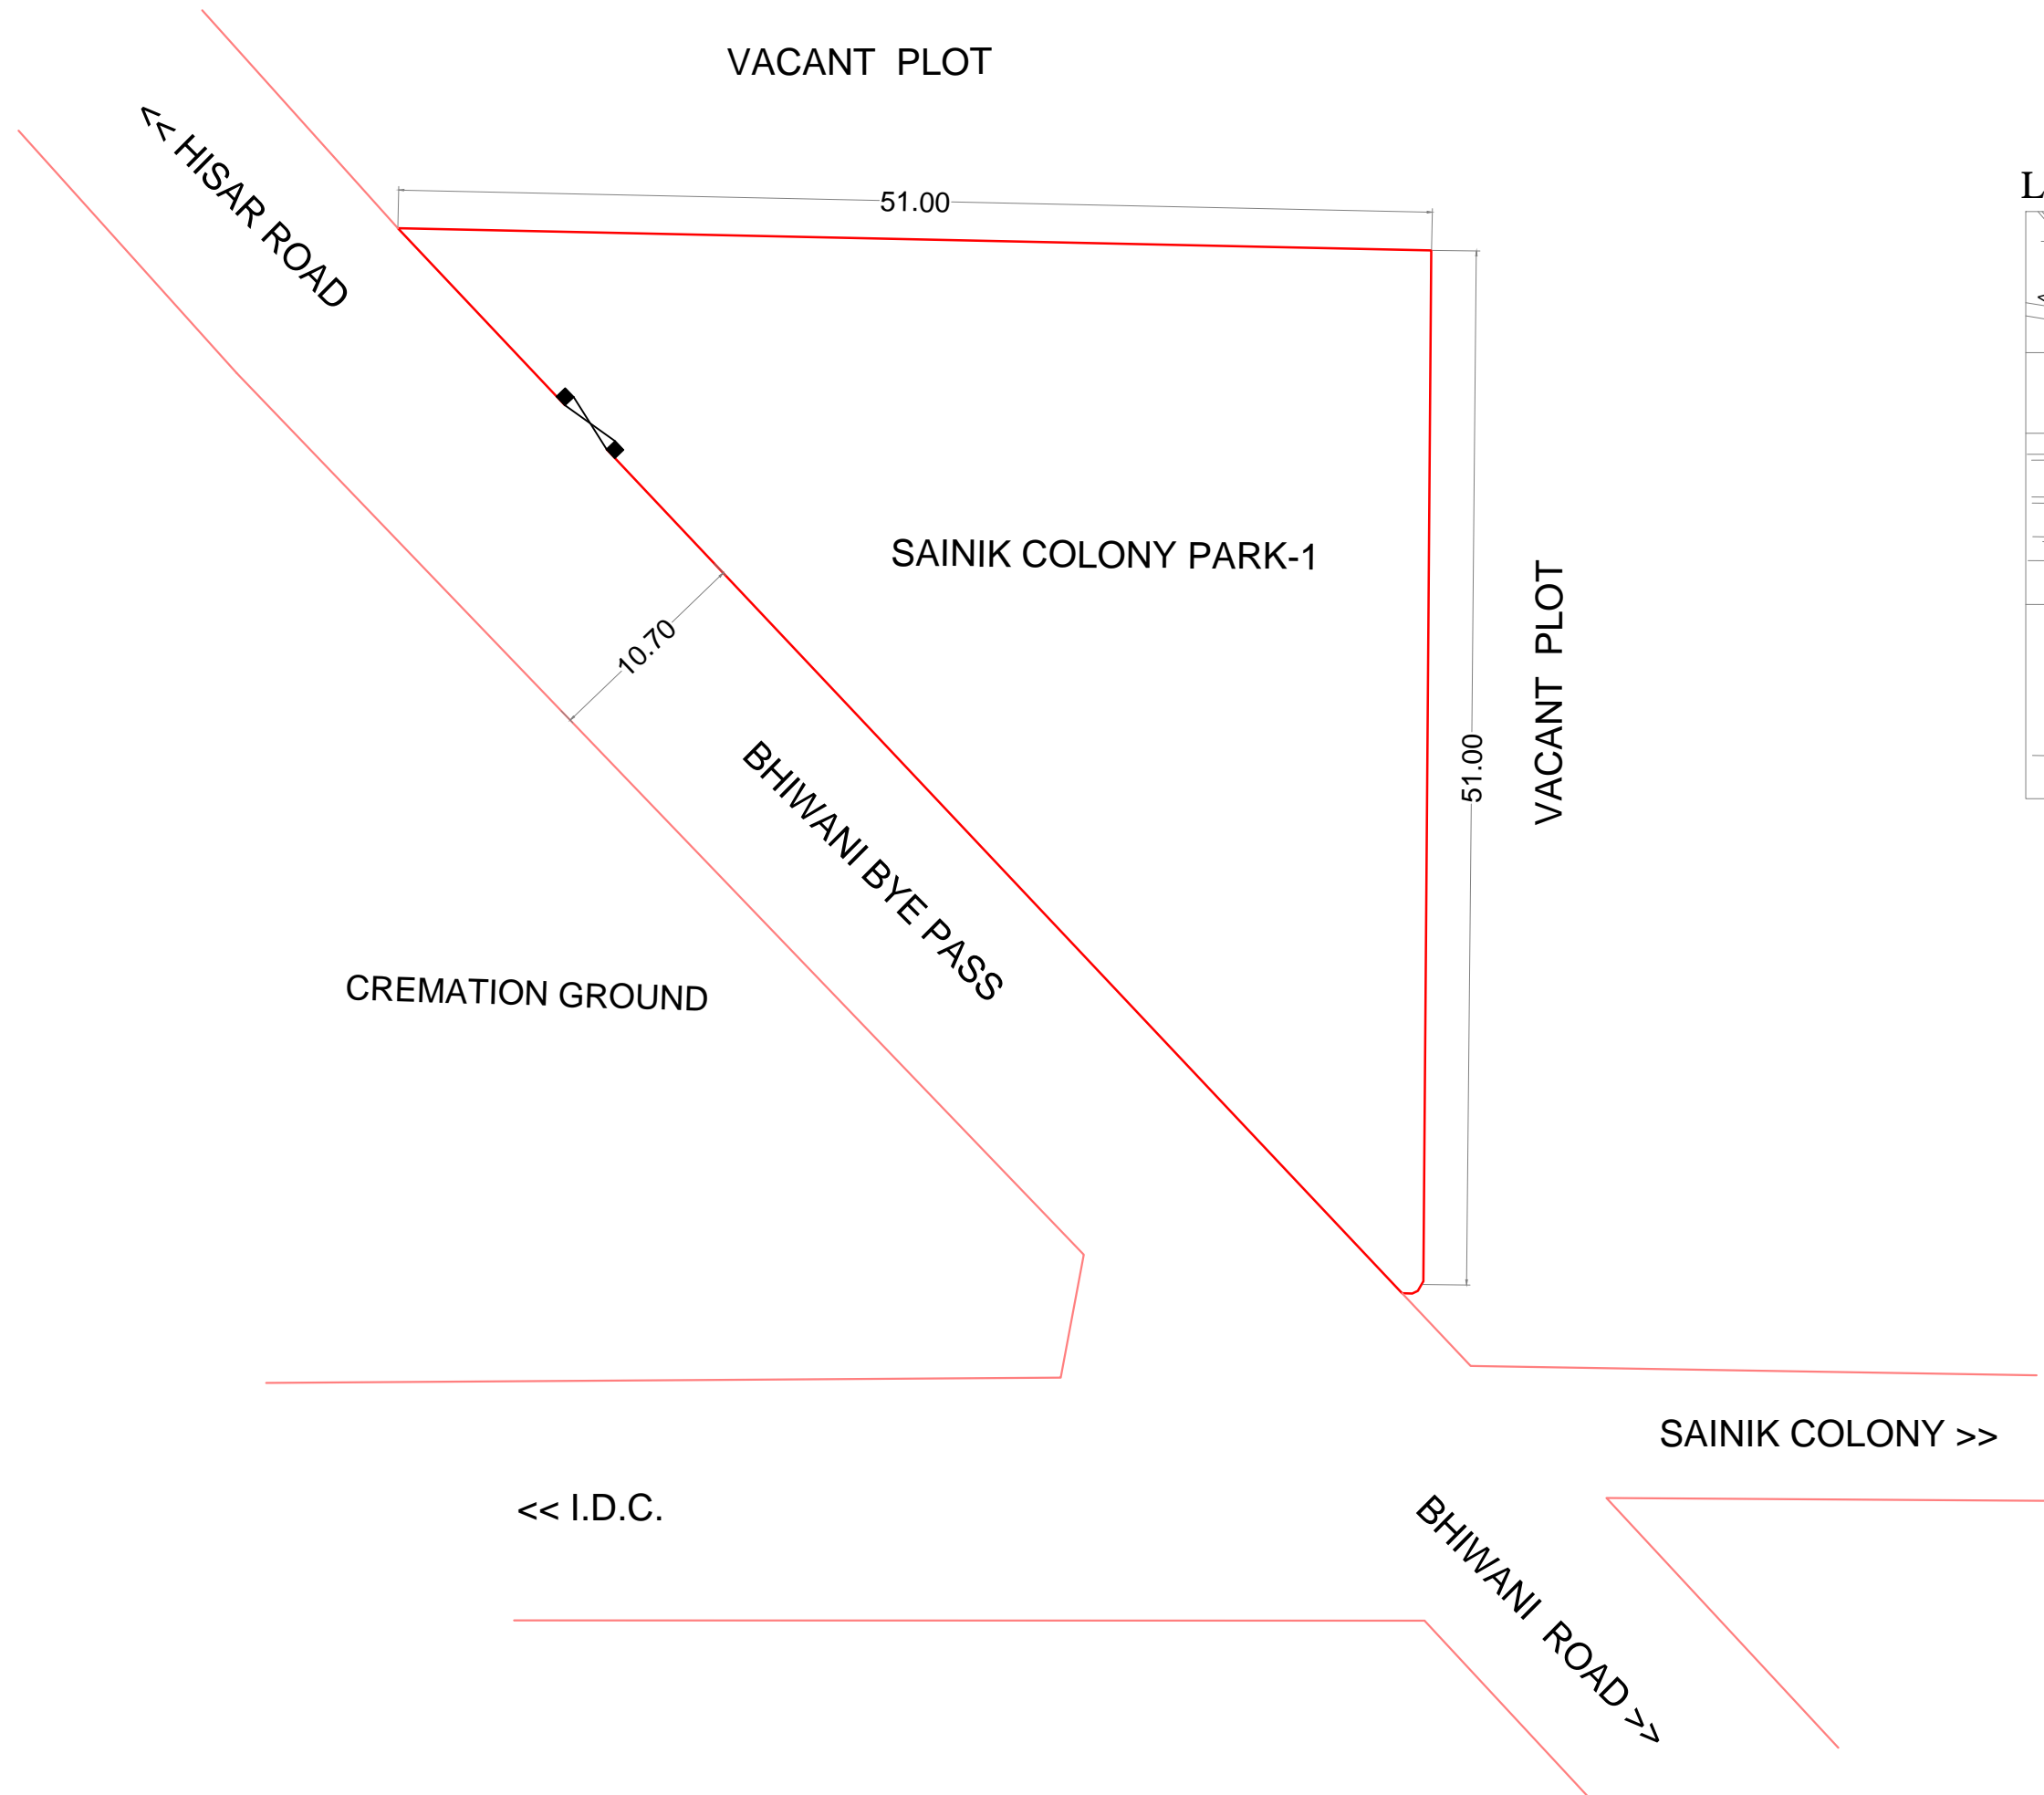 VACANT PLOT
<< HISAR ROAD
51.00
SAINIK COLONY PARK-1
10.70
VACANT PLOT
51.00
BHIWANI BYE PASS
CREMATION GROUND
SAINIK COLONY >>
<< I.D.C.
BHIWANI ROAD >>